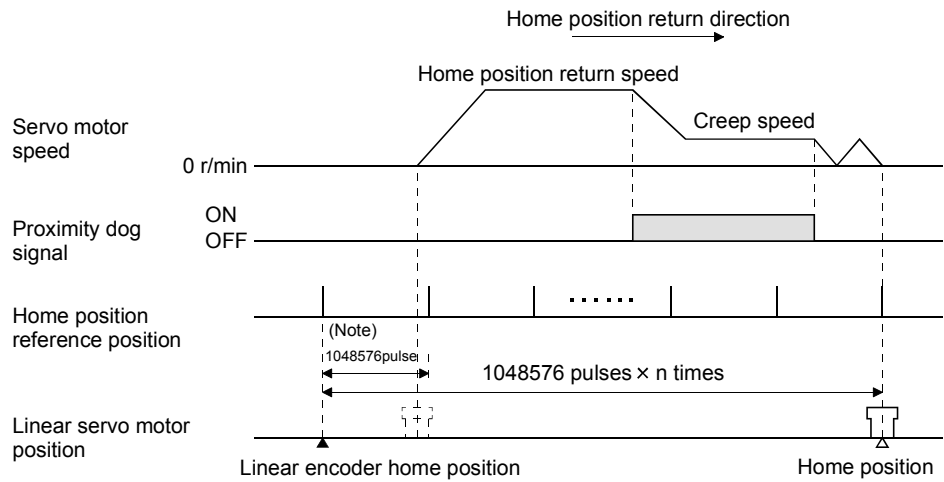 Home position return direction
Home position return speed
Creep speed
Servo motor
speed
0 r/min
ON
OFF
Proximity dog
signal
Home position
reference position
(Note)
1048576pulse
1048576 pulses × n times
Linear servo motor
position
Linear encoder home position
Home position